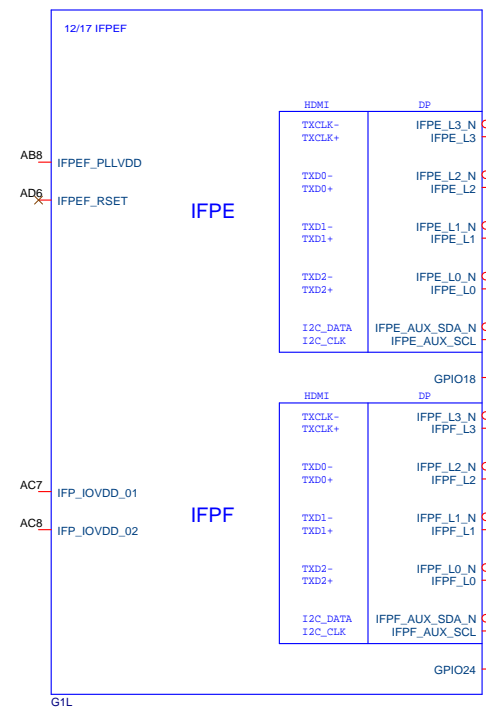 12/17 IFPEF
HDMI DP
TXCLK- IFPE_L3_N
TXCLK+ IFPE_L3
AB8 IFPEF_PLLVDD
TXD0- IFPE_L2_N
TXD0+ IFPE_L2
AD6 IFPEF_RSET
IFPE
TXD1- IFPE_L1_N
TXD1+ IFPE_L1
TXD2- IFPE_L0_N
TXD2+ IFPE_L0
I2C_DATA IFPE_AUX_SDA_N
I2C_CLK IFPE_AUX_SCL
GPIO18
HDMI DP
TXCLK- IFPF_L3_N
TXCLK+ IFPF_L3
TXD0- IFPF_L2_N
TXD0+ IFPF_L2
AC7 IFP_IOVDD_01
IFPF
TXD1- IFPF_L1_N
TXD1+ IFPF_L1
AC8 IFP_IOVDD_02
TXD2- IFPF_L0_N
TXD2+ IFPF_L0
I2C_DATA IFPF_AUX_SDA_N
I2C_CLK IFPF_AUX_SCL
GPIO24
G1L